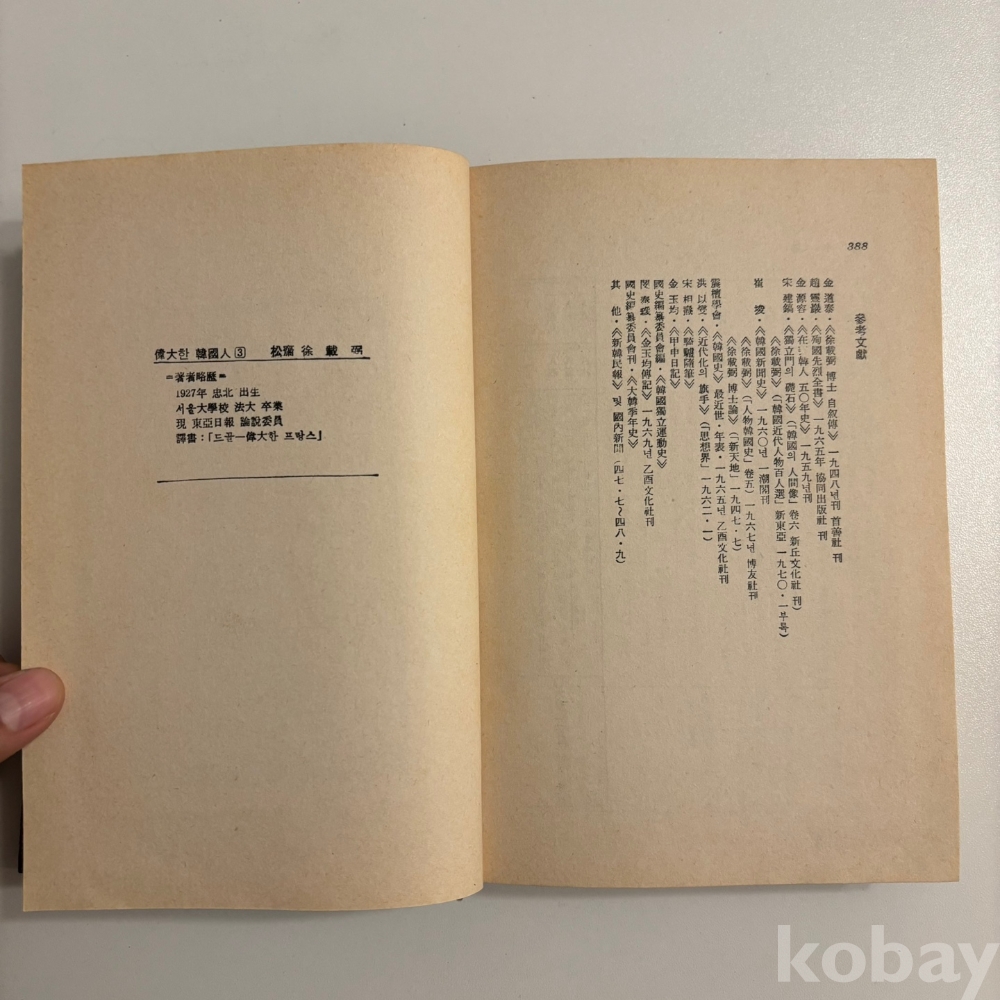 388
參考文獻
金道泰·《徐載弼 博士 自叙傳》 一九四八년刊 首善社 刊
趙靈巖·《殉國先烈全書》 一九六五年 協同出版社 刊
金源容·《在 韓人 五〇年史》 一九五九년刊
宋建鎬·《獨立門의 礎石》(「韓國의 人間像」 卷六 新丘文化社 刊)
《徐載弼》(「韓國近代人物百人選」 新東亞 一九七〇·一부록)
崔 埈·《韓國新聞史》 一九六〇년 一潮閣刊
《徐載弼》(「人物韓國史」 卷五) 一九六七년 博友社刊
《徐載弼 博士論》(「新天地」 一九四七·七)
震檀學會·《韓國史》 最近世·年表·一九六五년 乙酉文化社刊
洪以燮·《近代化의 旗手》(「思想界」 一九六二·一)
宋相燾·《騎驢隨筆》
金玉均·《甲申日記》
國史編纂委員會編·《韓國獨立運動史》
閔泰瑗·《金玉均傳記》 一九六九년 乙酉文化社刊
國史編纂委員會刊·《大韓季年史》
其 他·《新韓民報》 및 國內新聞(四七·七~四八·九)
偉大한 韓國人 ③ 松齋 徐載弼
=著者略歷=
1927年 忠北 出生
서울大學校 法大 卒業
現 東亞日報 論說委員
譯書:「드골—偉大한 프랑스」
kobay